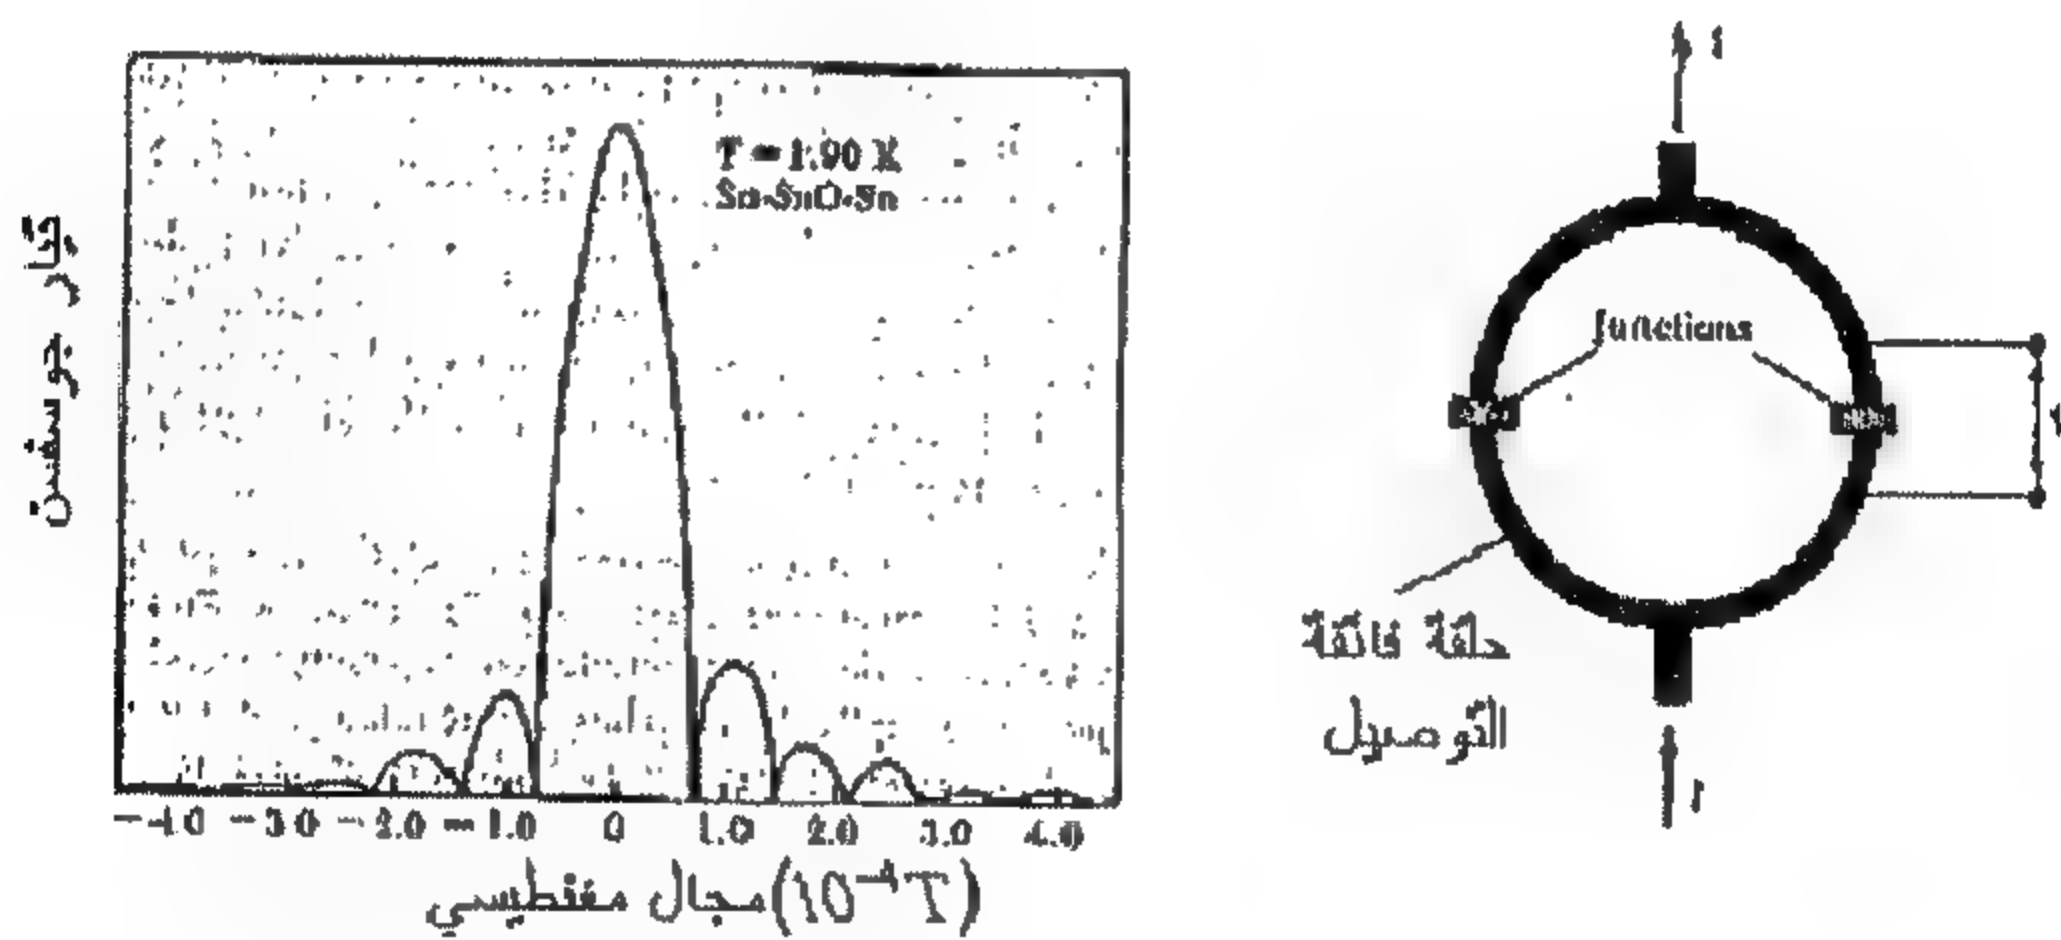 تيار جوسفسن
T = 1.90 K
Sn-SnO-Sn
-4.0 -3.0 -2.0 -1.0 0 1.0 2.0 3.0 4.0
مجال مغنطيسي (10⁻⁴ T)
I
Junctions
حلقة فائقة
التوصيل
I